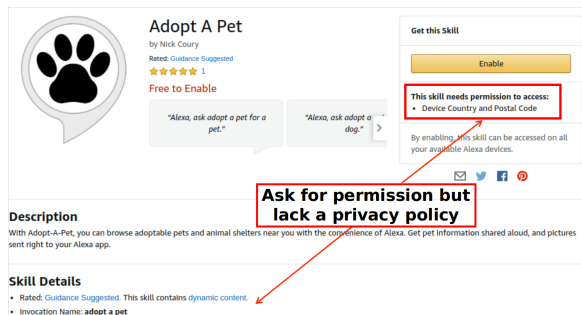 Adopt A Pet
by Nick Coury
Rated: Guidance Suggested
1
Free to Enable
"Alexa, ask adopt a pet for a
pet."
"Alexa, ask adopt a
dog."
Get this Skill
Enable
This skill needs permission to access:
• Device Country and Postal Code
By enabling, this skill can be accessed on all
your available Alexa devices.
Ask for permission but
lack a privacy policy
Description
With Adopt-A-Pet, you can browse adoptable pets and animal shelters near you with the convenience of Alexa. Get pet information shared aloud, and pictures
sent right to your Alexa app.
Skill Details
• Rated: Guidance Suggested. This skill contains dynamic content.
• Invocation Name: adopt a pet